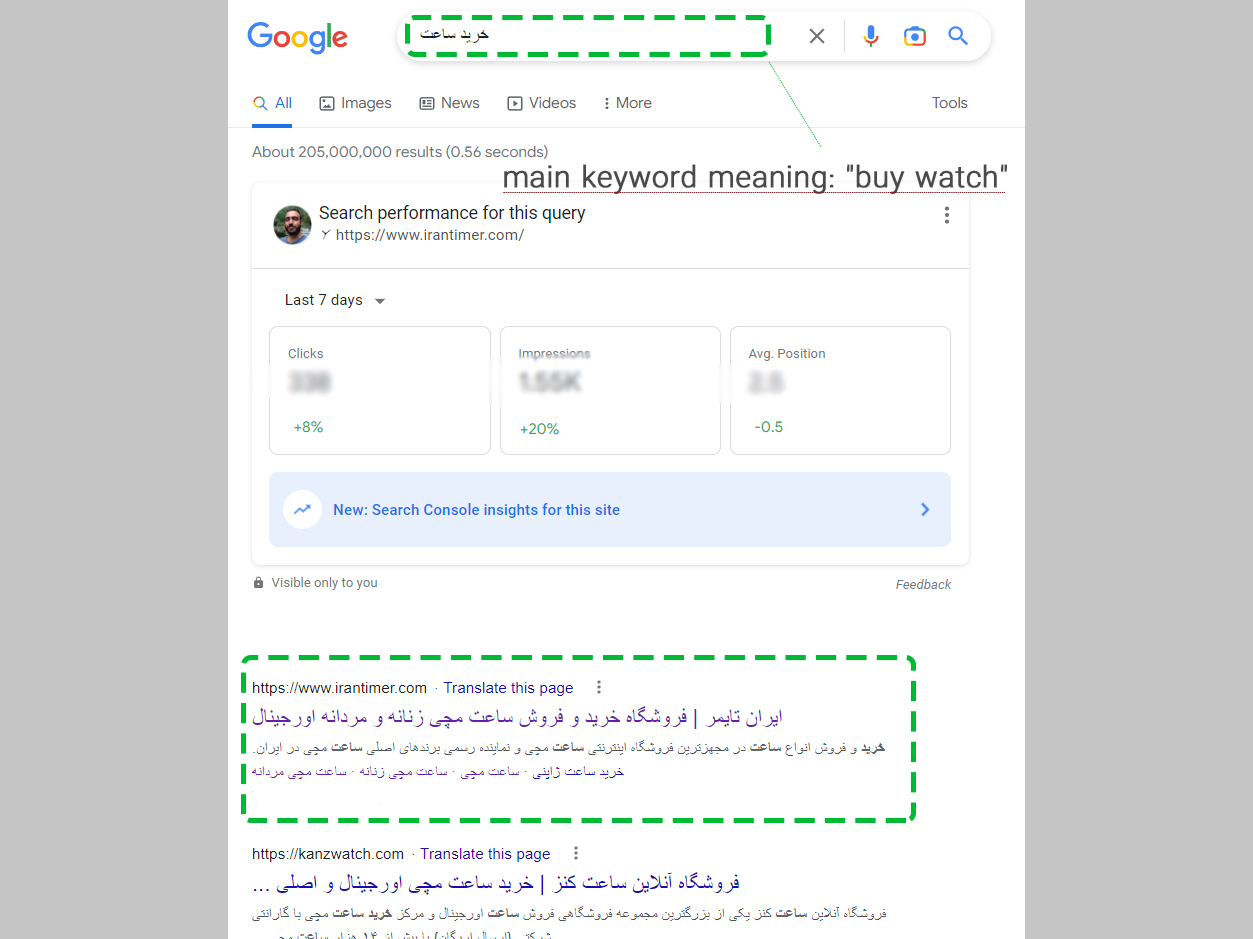 Google
خرید ساعت
All Images News Videos More Tools
About 205,000,000 results (0.56 seconds)
main keyword meaning: "buy watch"
Search performance for this query
https://www.irantimer.com/
Last 7 days
Clicks Impressions Avg. Position
338 1.55K 2.5
+8% +20% -0.5
New: Search Console insights for this site
Visible only to you Feedback
https://www.irantimer.com · Translate this page
ایران تایمر | فروشگاه خرید و فروش ساعت مچی زنانه و مردانه اورجینال
خرید و فروش انواع ساعت در مجهزترین فروشگاه اینترنتی ساعت مچی و نماینده رسمی برندهای اصلی ساعت مچی در ایران.
خرید ساعت ژاپنی · ساعت مچی · ساعت مچی زنانه · ساعت مچی مردانه
https://kanzwatch.com · Translate this page
فروشگاه آنلاین ساعت کنز | خرید ساعت مچی اورجینال و اصلی ...
فروشگاه آنلاین ساعت کنز یکی از بزرگترین مجموعه فروشگاهی فروش ساعت اورجینال و مرکز خرید ساعت مچی با گارانتی